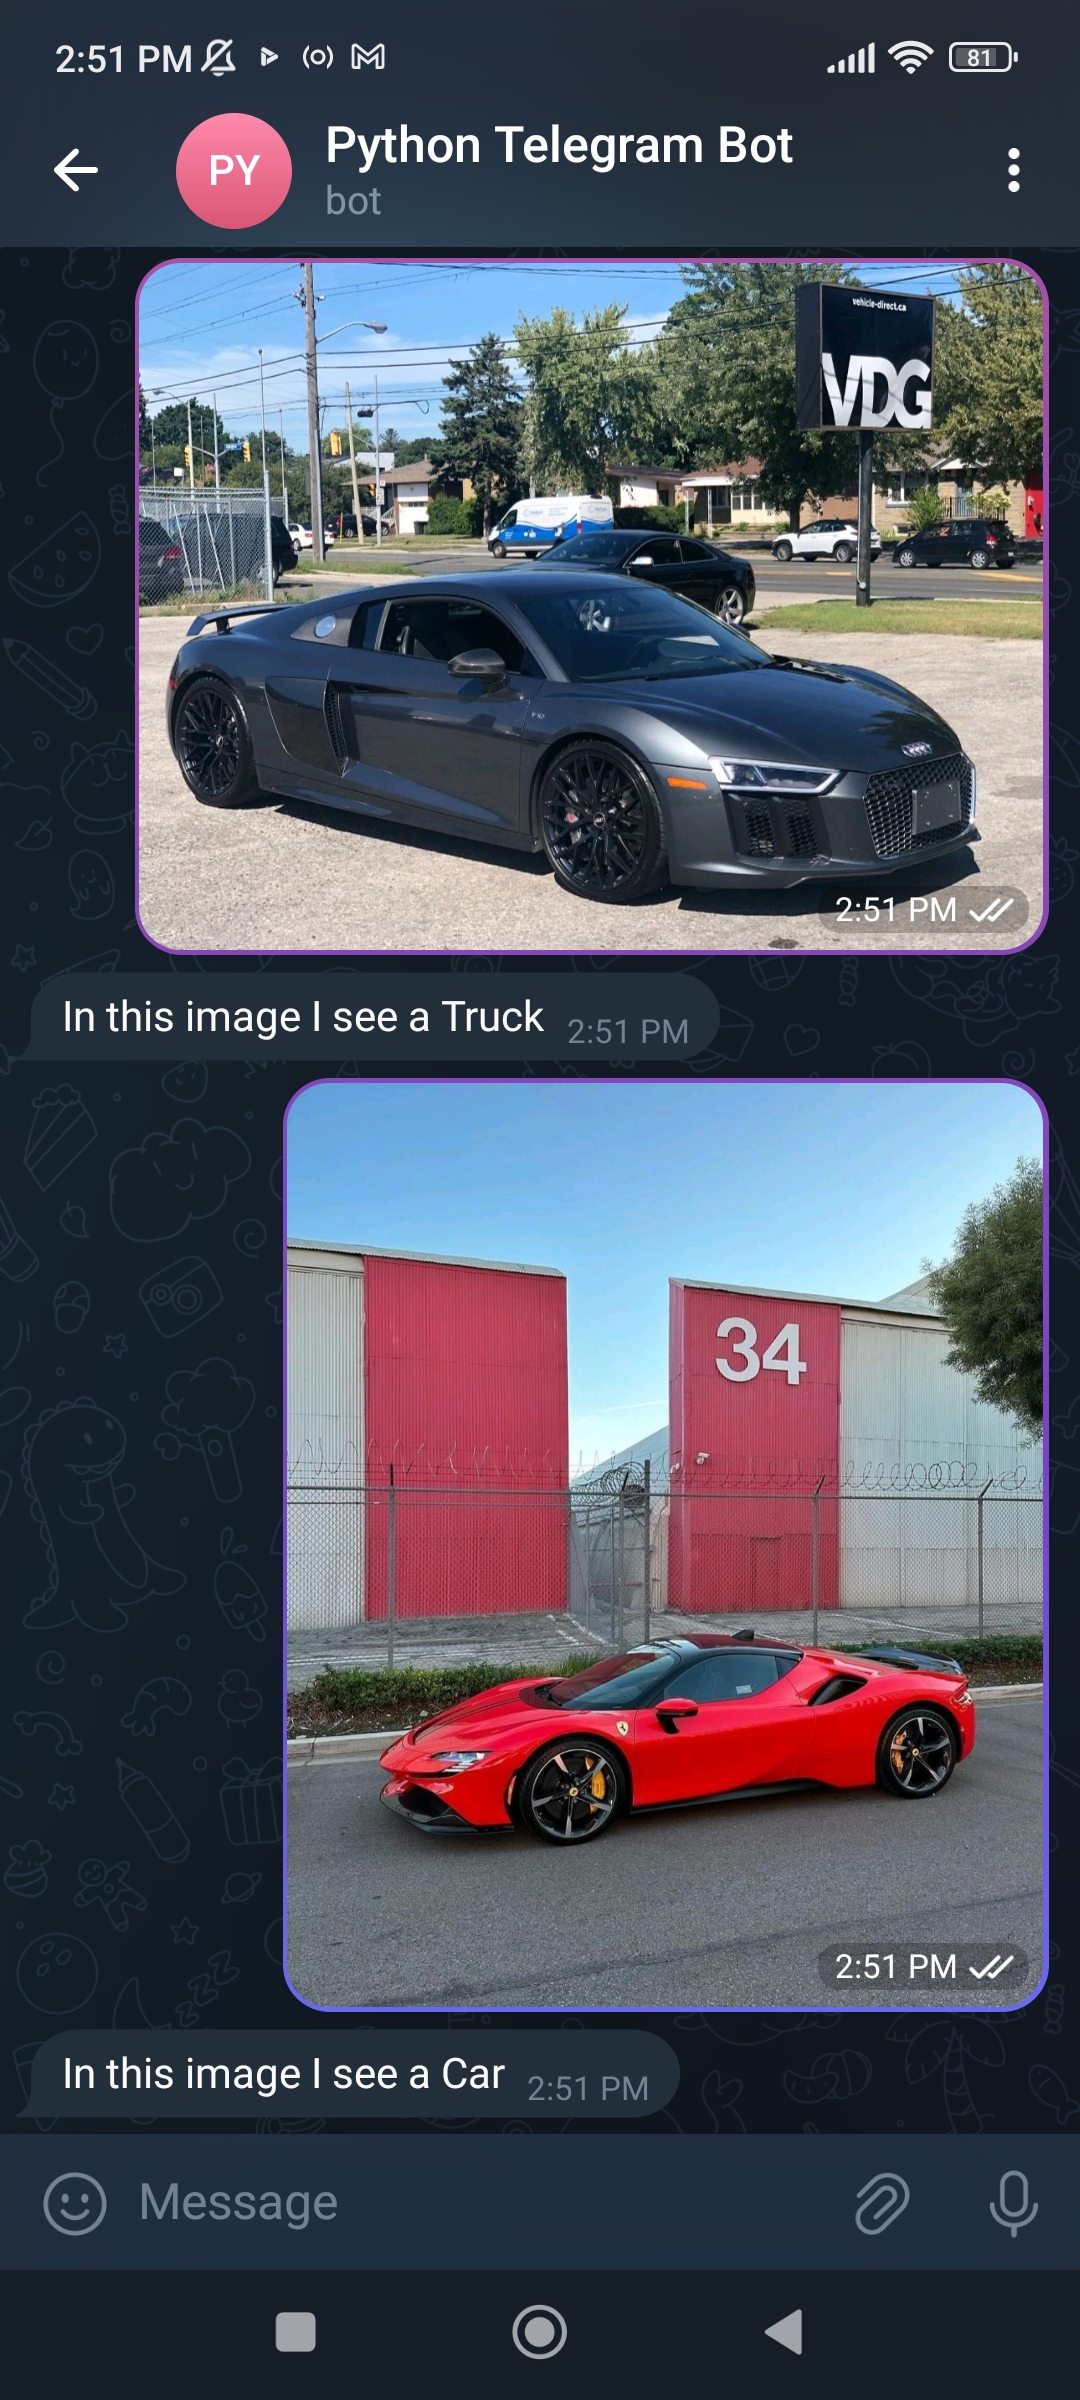 2:51 PM
81
PY
Python Telegram Bot
bot
vehicle-direct.ca
VDG
V10
2:51 PM
In this image I see a Truck 2:51 PM
34
2:51 PM
In this image I see a Car 2:51 PM
Message